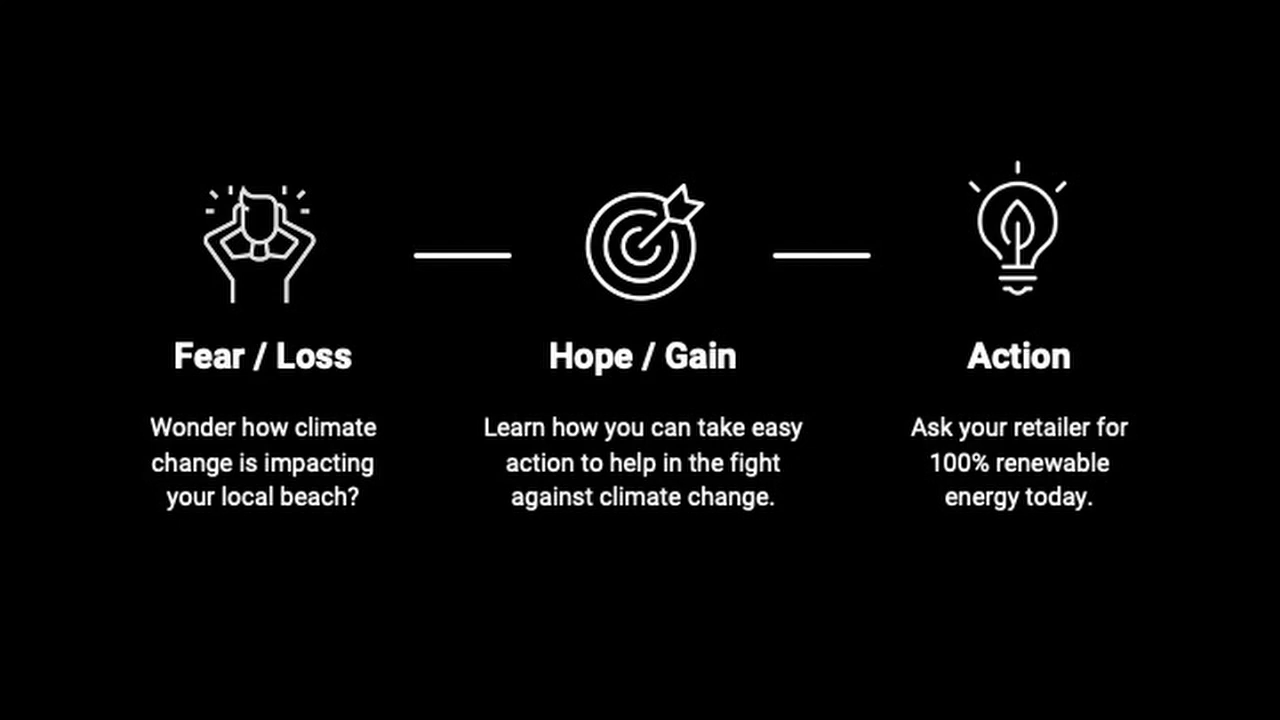 Fear / Loss
Wonder how climate
change is impacting
your local beach?
Hope / Gain
Learn how you can take easy
action to help in the fight
against climate change.
Action
Ask your retailer for
100% renewable
energy today.